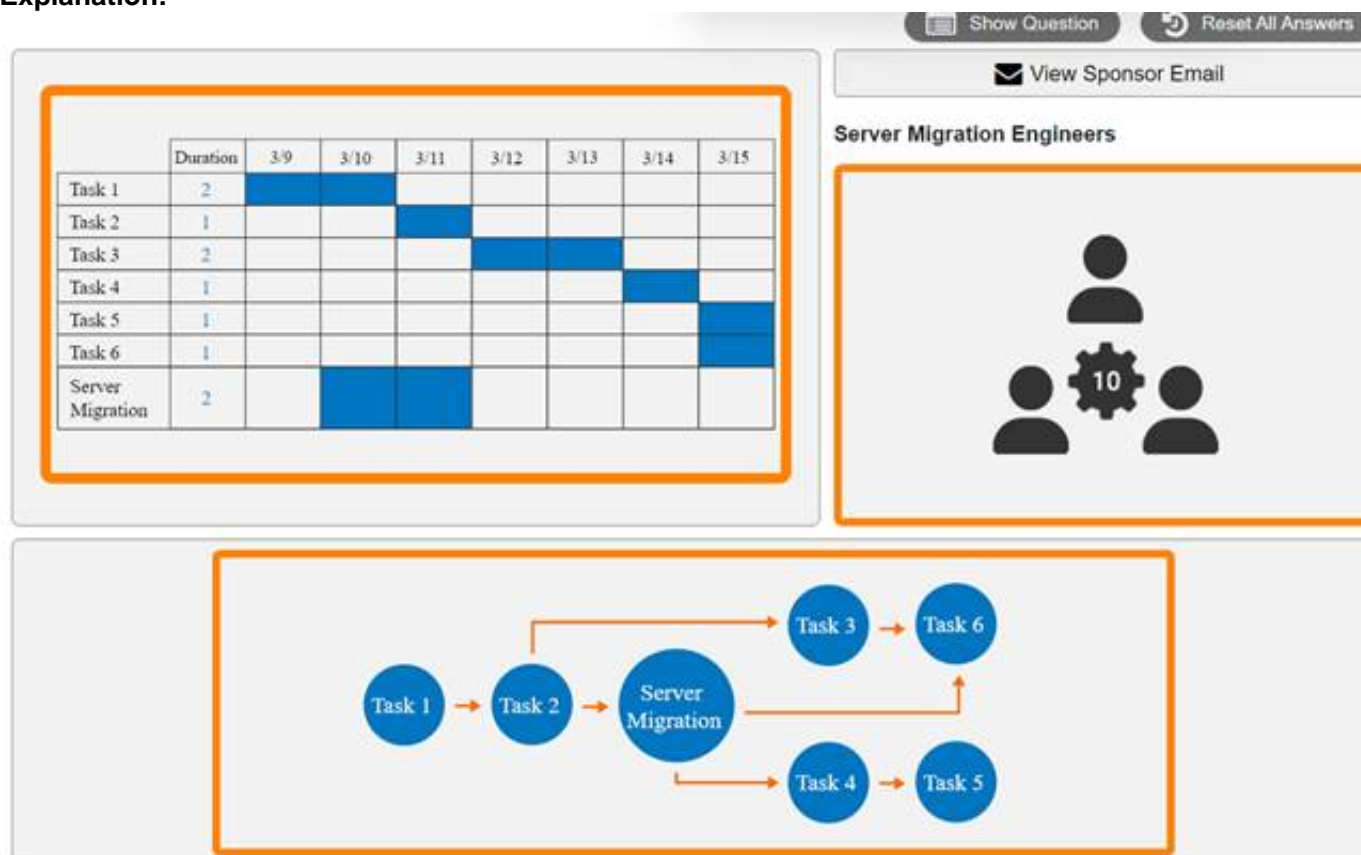 Explanation:
Show Question
Reset All Answers
View Sponsor Email
Server Migration Engineers
Duration 3/9 3/10 3/11 3/12 3/13 3/14 3/15
Task 1 2
Task 2 1
Task 3 2
Task 4 1
Task 5 1
Task 6 1
Server
Migration 2
10
Task 3
Task 6
Task 1
Task 2
Server
Migration
Task 4
Task 5